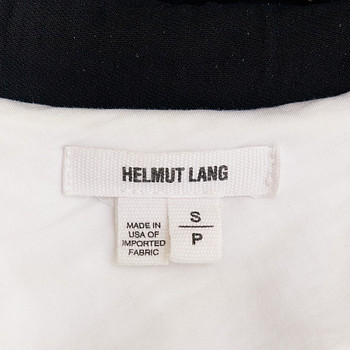 HELMUT LANG
MADE IN
USA OF
IMPORTED
FABRIC
S
P